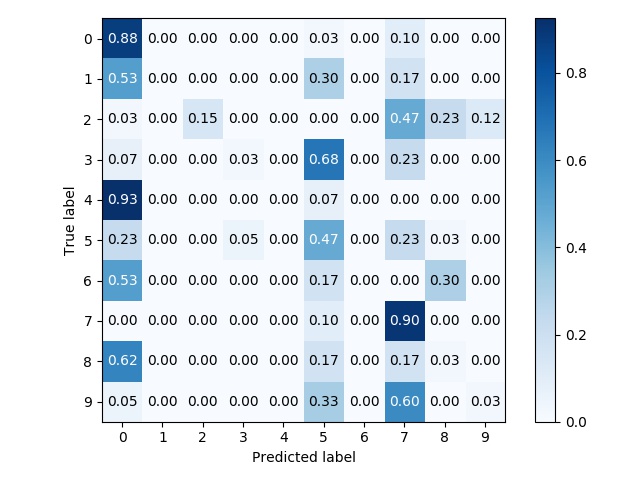 0 0.88 0.00 0.00 0.00 0.00 0.03 0.00 0.10 0.00 0.00
1 0.53 0.00 0.00 0.00 0.00 0.30 0.00 0.17 0.00 0.00
2 0.03 0.00 0.15 0.00 0.00 0.00 0.00 0.47 0.23 0.12
3 0.07 0.00 0.00 0.03 0.00 0.68 0.00 0.23 0.00 0.00
4 0.93 0.00 0.00 0.00 0.00 0.07 0.00 0.00 0.00 0.00
5 0.23 0.00 0.00 0.05 0.00 0.47 0.00 0.23 0.03 0.00
6 0.53 0.00 0.00 0.00 0.00 0.17 0.00 0.00 0.30 0.00
7 0.00 0.00 0.00 0.00 0.00 0.10 0.00 0.90 0.00 0.00
8 0.62 0.00 0.00 0.00 0.00 0.17 0.00 0.17 0.03 0.00
9 0.05 0.00 0.00 0.00 0.00 0.33 0.00 0.60 0.00 0.03
0 1 2 3 4 5 6 7 8 9
Predicted label
True label
0.8
0.6
0.4
0.2
0.0